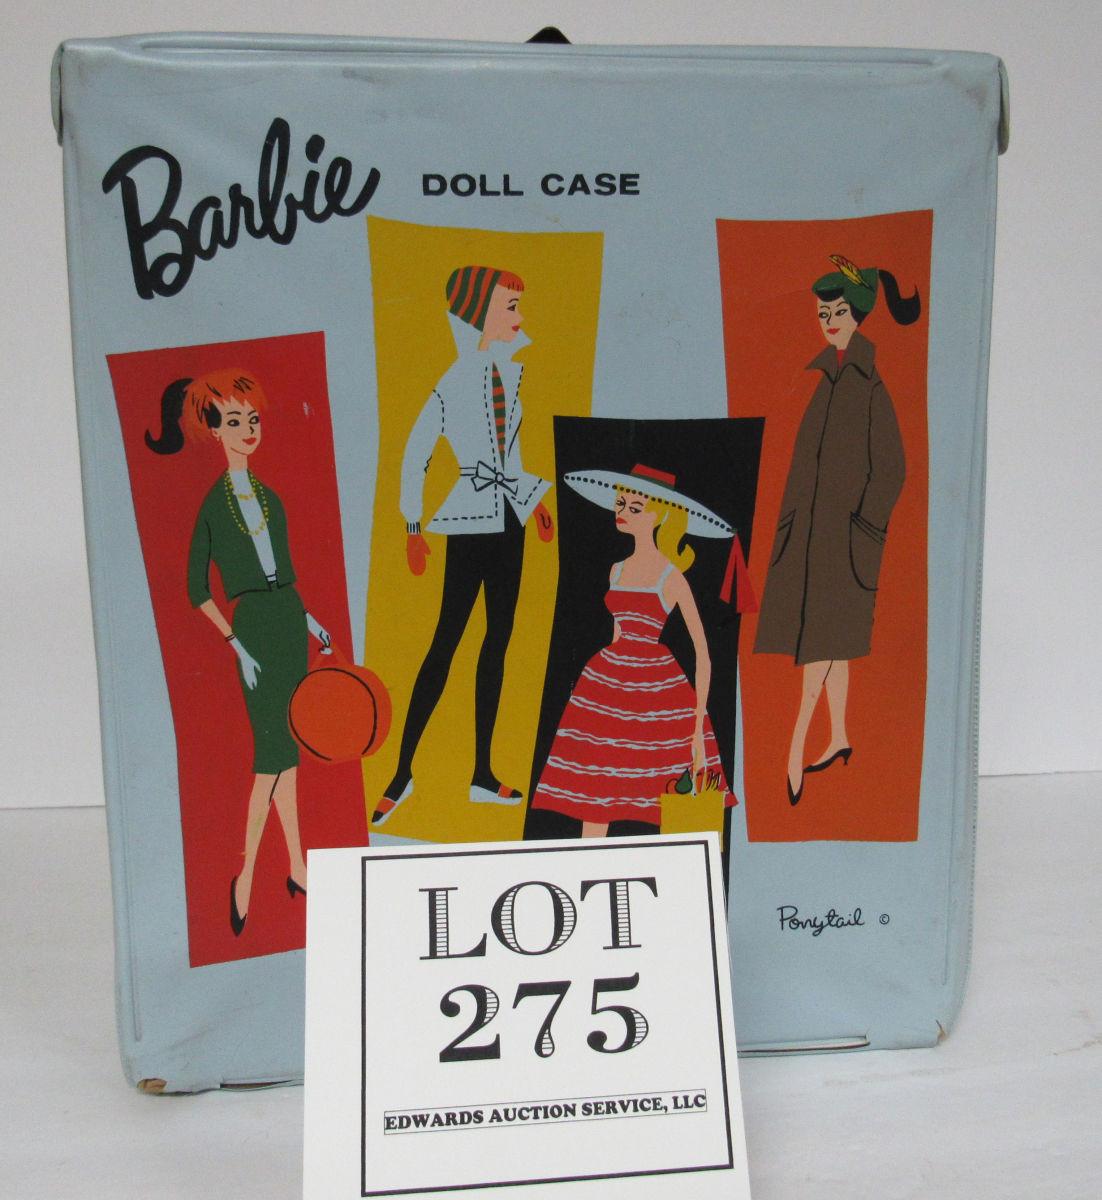 Barbie DOLL CASE
Ponytail ©
LOT
275
EDWARDS AUCTION SERVICE, LLC